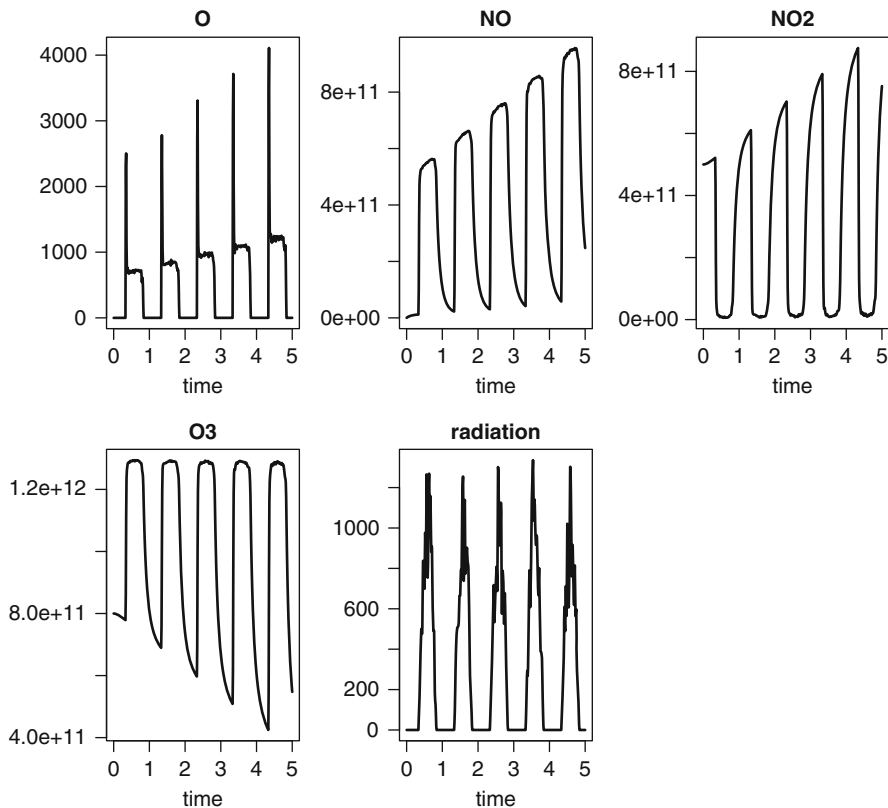 O
NO
NO2
4000
3000
2000
1000
0
8e+11
4e+11
0e+00
8e+11
4e+11
0e+00
0 1 2 3 4 5
0 1 2 3 4 5
0 1 2 3 4 5
time
time
time
O3
radiation
1.2e+12
8.0e+11
4.0e+11
1000
600
200
0
0 1 2 3 4 5
0 1 2 3 4 5
time
time